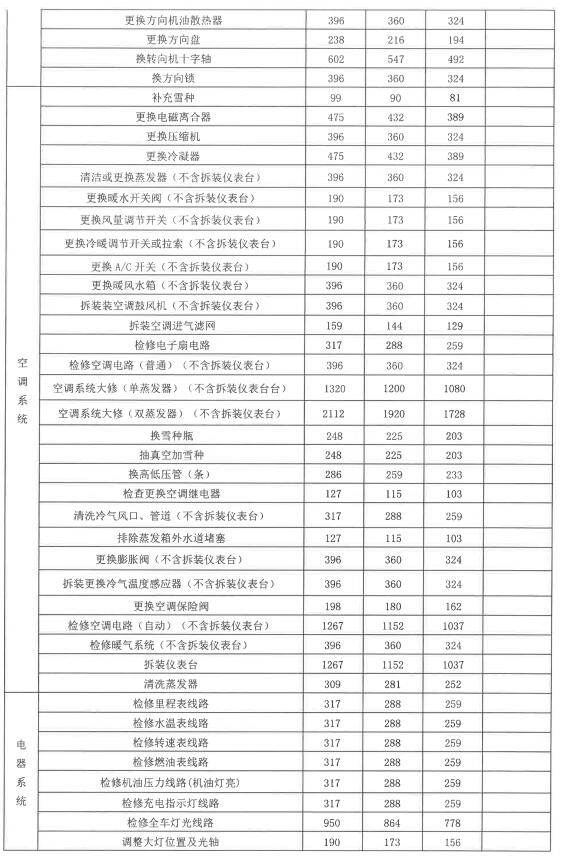 更换方向机油散热器 396 360 324
更换方向盘 238 216 194
换转向机十字轴 602 547 492
换方向锁 396 360 324
空调系统
补充雪种 99 90 81
更换电磁离合器 475 432 389
更换压缩机 396 360 324
更换冷凝器 475 432 389
清洁或更换蒸发器（不含拆装仪表台） 396 360 324
更换暖水开关阀（不含拆装仪表台） 190 173 156
更换风量调节开关（不含拆装仪表台） 190 173 156
更换冷暖调节开关或拉索（不含拆装仪表台） 190 173 156
更换 A/C 开关（不含拆装仪表台） 190 173 156
更换暖风水箱（不含拆装仪表台） 396 360 324
拆装装空调鼓风机（不含拆装仪表台） 396 360 324
拆装空调进气滤网 159 144 129
检修电子扇电路 317 288 259
检修空调电路（普通）（不含拆装仪表台） 396 360 324
空调系统大修（单蒸发器）（不含拆装仪表台台） 1320 1200 1080
空调系统大修（双蒸发器）（不含拆装仪表台） 2112 1920 1728
换雪种瓶 248 225 203
抽真空加雪种 248 225 203
换高低压管（条） 286 259 233
检查更换空调继电器 127 115 103
清洗冷气风口、管道（不含拆装仪表台） 317 288 259
排除蒸发箱外水道堵塞 127 115 103
更换膨胀阀（不含拆装仪表台） 396 360 324
拆装更换冷气温度感应器（不含拆装仪表台） 396 360 324
更换空调保险阀 198 180 162
检修空调电路（自动）（不含拆装仪表台） 1267 1152 1037
检修暖气系统（不含拆装仪表台） 396 360 324
拆装仪表台 1267 1152 1037
清洗蒸发器 309 281 252
电器系统
检修里程表线路 317 288 259
检修水温表线路 317 288 259
检修转速表线路 317 288 259
检修燃油表线路 317 288 259
检修机油压力线路(机油灯亮) 317 288 259
检修充电指示灯线路 317 288 259
检修全车灯光线路 950 864 778
调整大灯位置及光轴 190 173 156